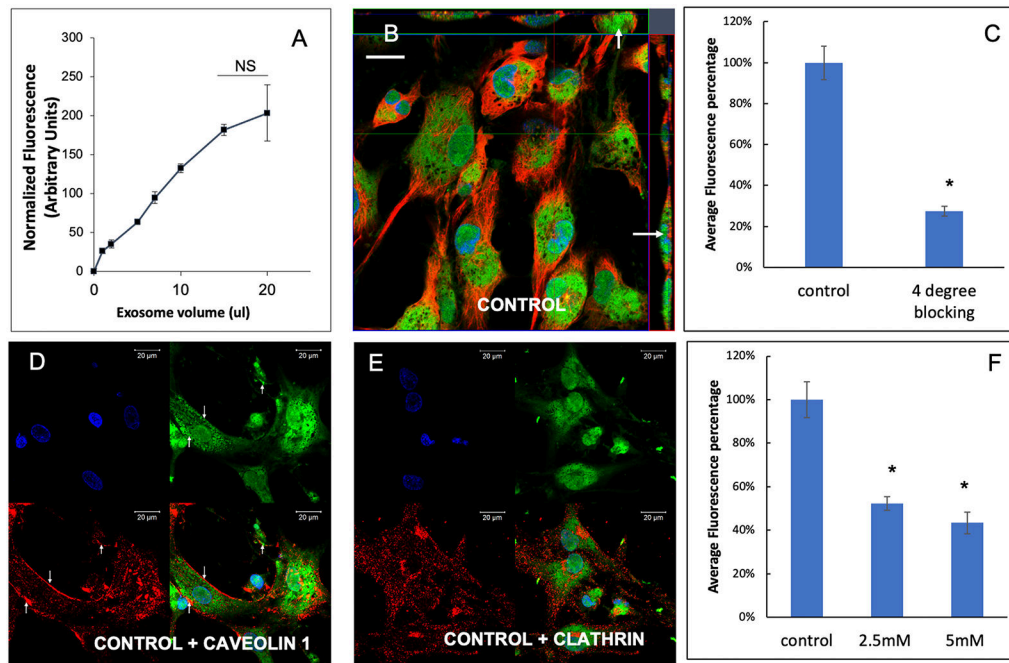 A
300
250
200
150
100
50
0
NS
0
10
20
Normalized Fluorescence
(Arbitrary Units)
Exosome volume (ul)
B
CONTROL
C
120%
100%
80%
60%
40%
20%
0%
Average Fluorescence percentage
*
control
4 degree
blocking
D
20 µm
20 µm
20 µm
20 µm
CONTROL + CAVEOLIN 1
E
20 µm
20 µm
20 µm
20 µm
CONTROL + CLATHRIN
F
120%
100%
80%
60%
40%
20%
0%
Average Fluorescence percentage
*
*
control
2.5mM
5mM